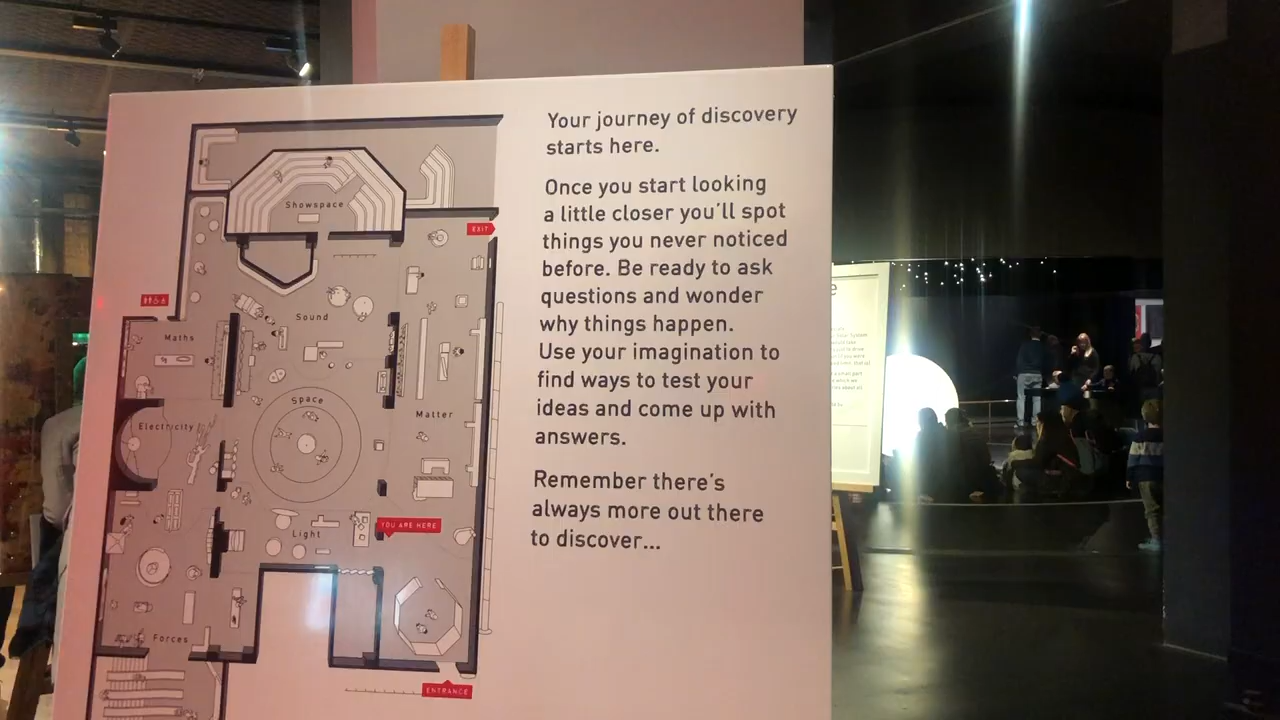 Your journey of discovery
starts here.
Once you start looking
a little closer you'll spot
things you never noticed
before. Be ready to ask
questions and wonder
why things happen.
Use your imagination to
find ways to test your
ideas and come up with
answers.
Remember there's
always more out there
to discover...
Showspace
EXIT
Sound
Maths
Space
Matter
Electricity
YOU ARE HERE
Light
Forces
ENTRANCE